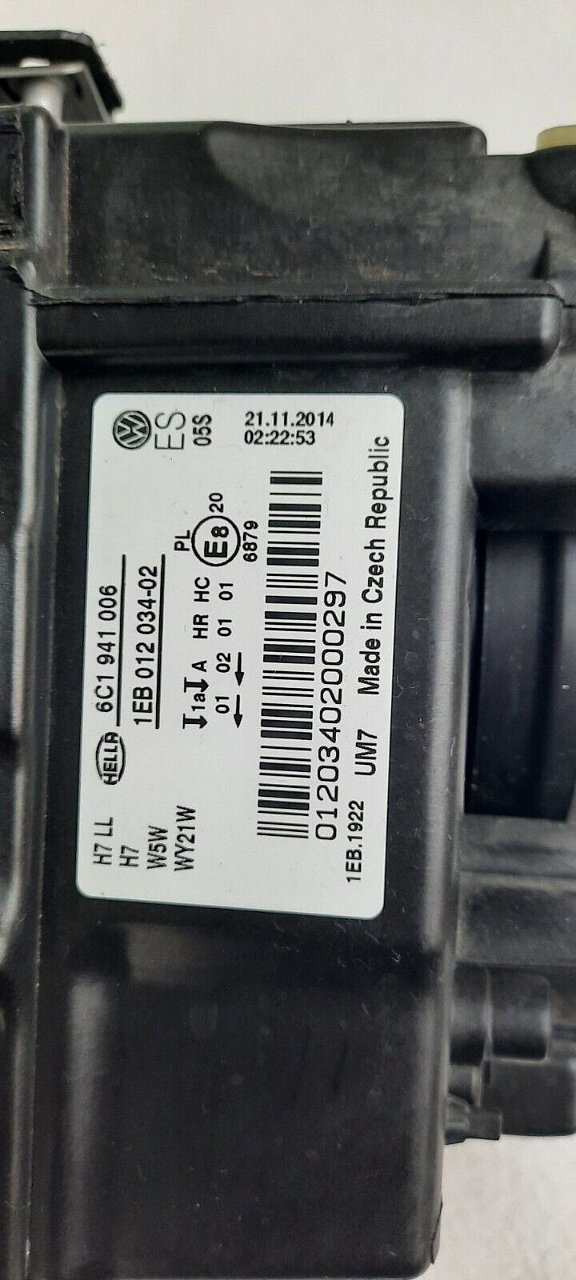 H7 LL
H7
W5W
WY21W
HELLA
6C1 941 006
1EB 012 034-02
1a A HR HC PL
01 02 01 01
E8
20
6879
ES
05S
21.11.2014
02:22:53
01203402000297
1EB.1922 UM7 Made in Czech Republic